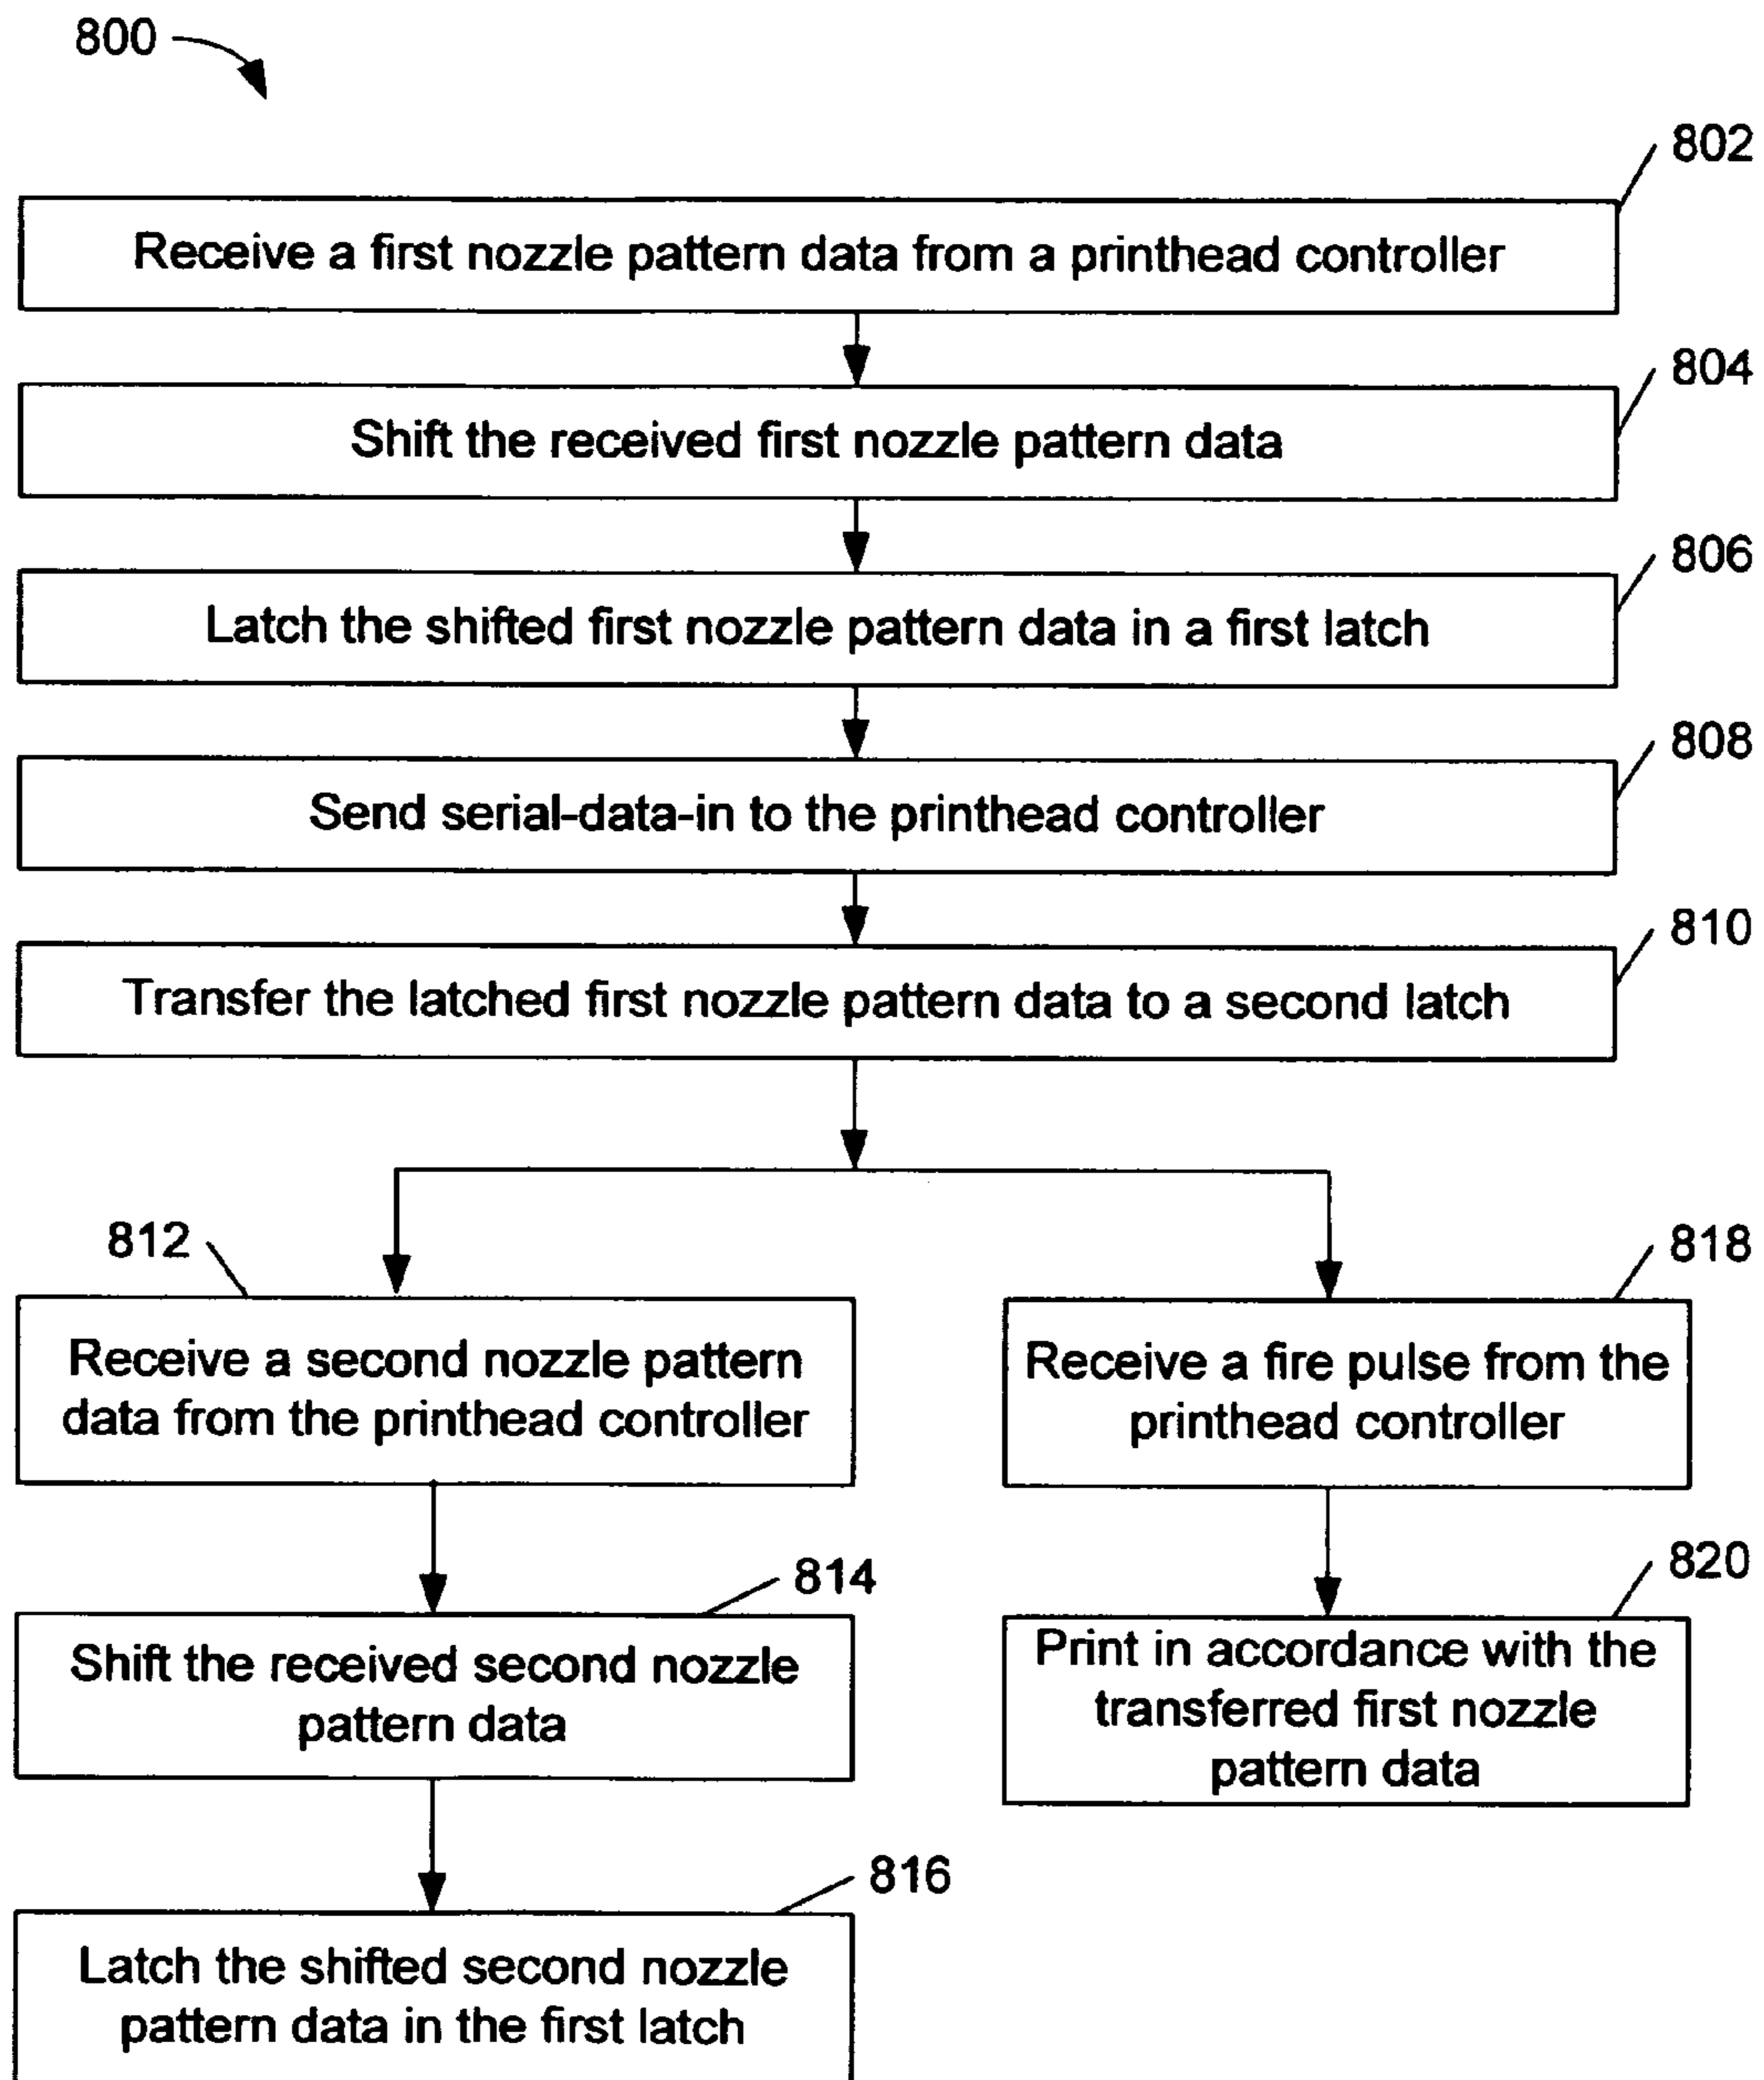 800
802
Receive a first nozzle pattern data from a printhead controller
804
Shift the received first nozzle pattern data
806
Latch the shifted first nozzle pattern data in a first latch
808
Send serial-data-in to the printhead controller
810
Transfer the latched first nozzle pattern data to a second latch
812
Receive a second nozzle pattern
data from the printhead controller
814
Shift the received second nozzle
pattern data
816
Latch the shifted second nozzle
pattern data in the first latch
818
Receive a fire pulse from the
printhead controller
820
Print in accordance with the
transferred first nozzle
pattern data